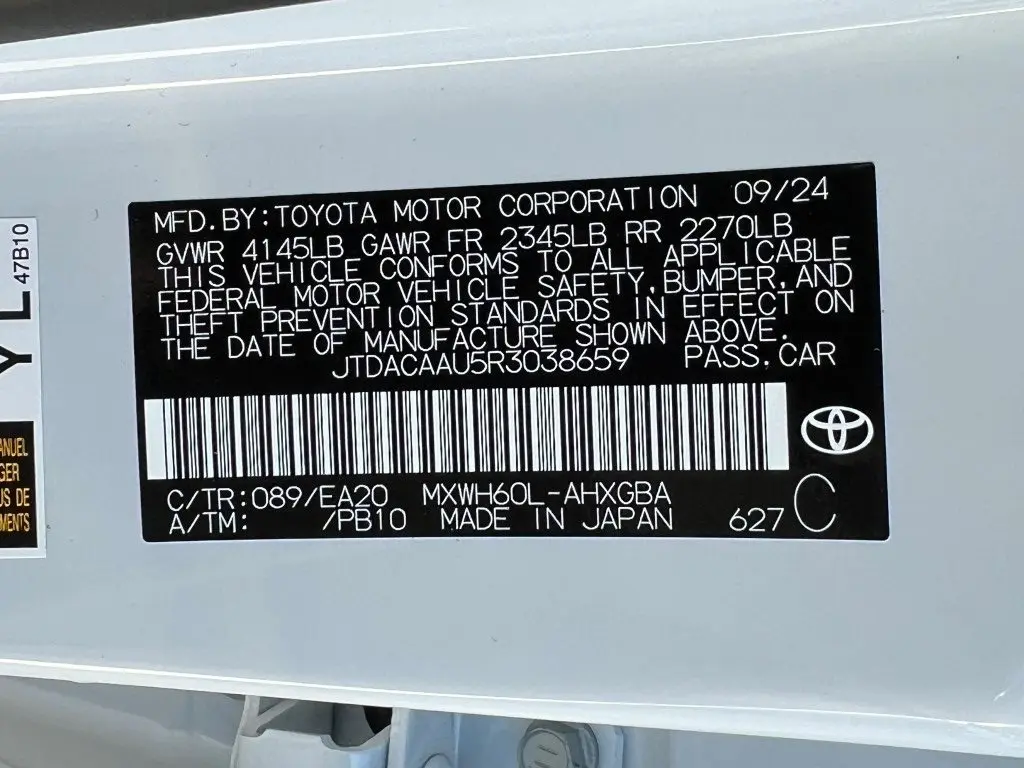 MFD.BY:TOYOTA MOTOR CORPORATION 09/24
GVWR 4145LB GAWR FR 2345LB RR 2270LB
THIS VEHICLE CONFORMS TO ALL APPLICABLE
FEDERAL MOTOR VEHICLE SAFETY,BUMPER,AND
THEFT PREVENTION STANDARDS IN EFFECT ON
THE DATE OF MANUFACTURE SHOWN ABOVE.
JTDACAAU5R3038659 PASS.CAR
C/TR:089/EA20 MXWH60L-AHXGBA
A/TM: /PB10 MADE IN JAPAN 627 C
YL
47B10
ANUEL
GER
US DE
MENTS